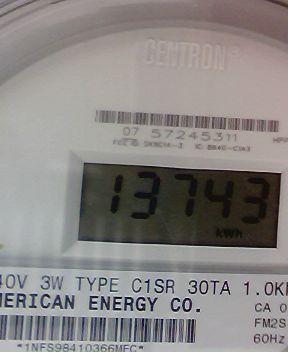 CENTRON®
07 57245311
13743
kWh
40V 3W TYPE C1SR 30TA 1.0K
MERICAN ENERGY CO.
CA 0
FM2S
60Hz
*1NFS98410366MFC*